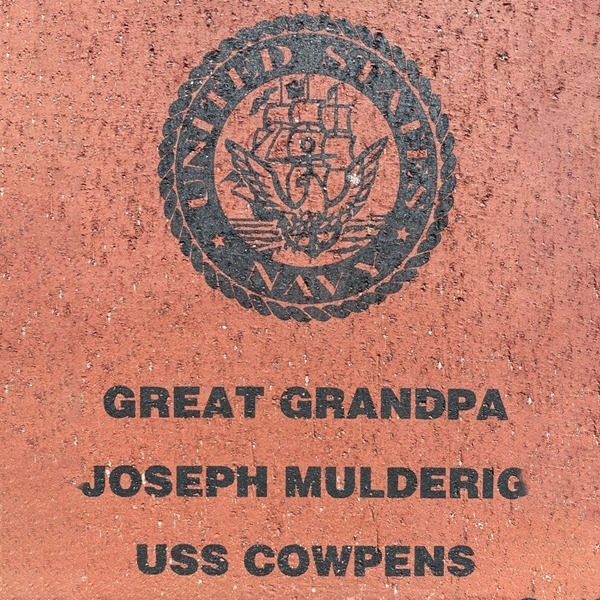 UNITED STATES
NAVY
GREAT GRANDPA
JOSEPH MULDERIG
USS COWPENS